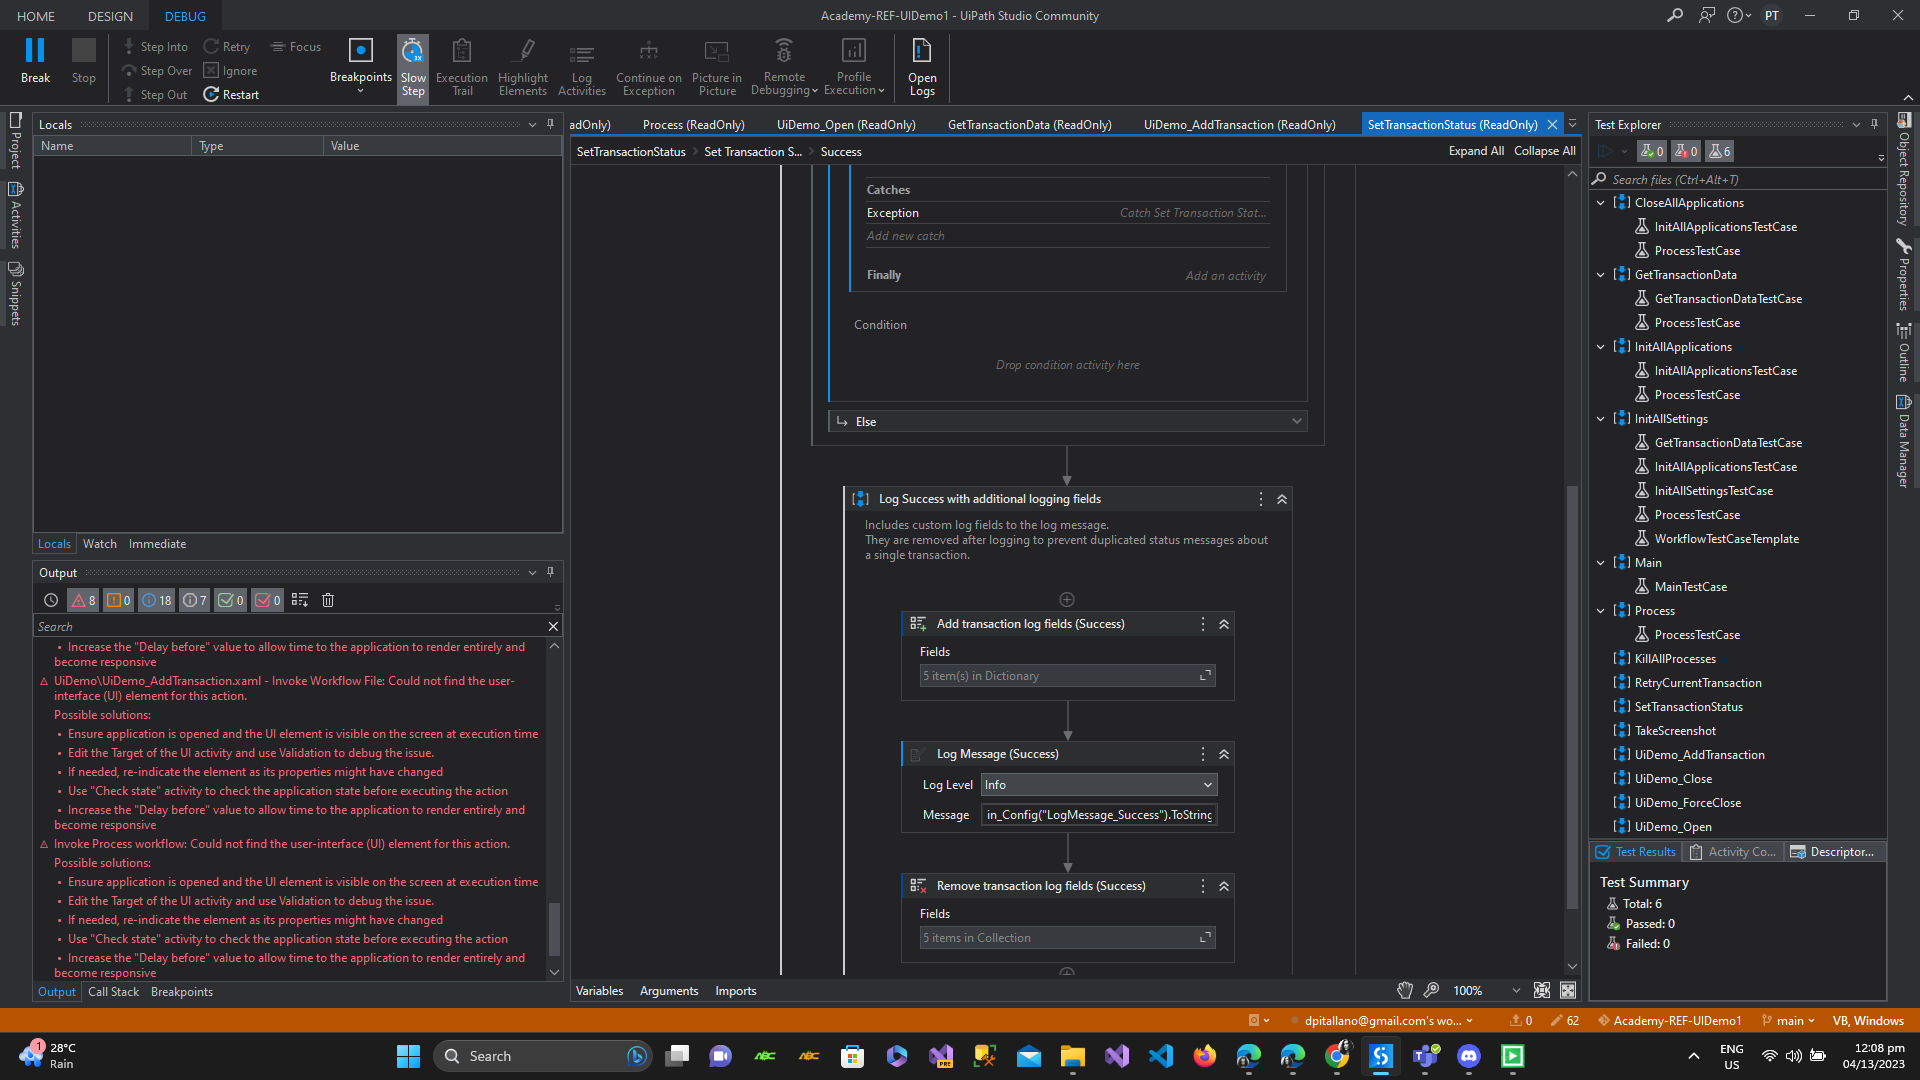 HOME DESIGN DEBUG
Academy-REF-UIDemo1 - UiPath Studio Community
PT
Break
Stop
Step Into
Step Over
Step Out
Retry
Ignore
Restart
Focus
Breakpoints
Slow Step
Execution Trail
Highlight Elements
Log Activities
Continue on Exception
Picture in Picture
Remote Debugging
Profile Execution
Open Logs
Project
Activities
Snippets
Locals
Name Type Value
Locals Watch Immediate
Output
8 0 18 7 0 0
Search
• Increase the "Delay before" value to allow time to the application to render entirely and
become responsive
UiDemo\UiDemo_AddTransaction.xaml - Invoke Workflow File: Could not find the user-
interface (UI) element for this action.
Possible solutions:
• Ensure application is opened and the UI element is visible on the screen at execution time
• Edit the Target of the UI activity and use Validation to debug the issue.
• If needed, re-indicate the element as its properties might have changed
• Use "Check state" activity to check the application state before executing the action
• Increase the "Delay before" value to allow time to the application to render entirely and
become responsive
Invoke Process workflow: Could not find the user-interface (UI) element for this action.
Possible solutions:
• Ensure application is opened and the UI element is visible on the screen at execution time
• Edit the Target of the UI activity and use Validation to debug the issue.
• If needed, re-indicate the element as its properties might have changed
• Use "Check state" activity to check the application state before executing the action
• Increase the "Delay before" value to allow time to the application to render entirely and
become responsive
Output Call Stack Breakpoints
adOnly) Process (ReadOnly) UiDemo_Open (ReadOnly) GetTransactionData (ReadOnly) UiDemo_AddTransaction (ReadOnly) SetTransactionStatus (ReadOnly)
SetTransactionStatus Set Transaction S... Success Expand All Collapse All
Catches
Exception Catch Set Transaction Stat...
Add new catch
Finally Add an activity
Condition
Drop condition activity here
Else
Log Success with additional logging fields
Includes custom log fields to the log message.
They are removed after logging to prevent duplicated status messages about
a single transaction.
Add transaction log fields (Success)
Fields
5 item(s) in Dictionary
Log Message (Success)
Log Level Info
Message in_Config("LogMessage_Success").ToString
Remove transaction log fields (Success)
Fields
5 items in Collection
Variables Arguments Imports 100%
Test Explorer
0 0 6
Search files (Ctrl+Alt+T)
CloseAllApplications
InitAllApplicationsTestCase
ProcessTestCase
GetTransactionData
GetTransactionDataTestCase
ProcessTestCase
InitAllApplications
InitAllApplicationsTestCase
ProcessTestCase
InitAllSettings
GetTransactionDataTestCase
InitAllApplicationsTestCase
InitAllSettingsTestCase
ProcessTestCase
WorkflowTestCaseTemplate
Main
MainTestCase
Process
ProcessTestCase
KillAllProcesses
RetryCurrentTransaction
SetTransactionStatus
TakeScreenshot
UiDemo_AddTransaction
UiDemo_Close
UiDemo_ForceClose
UiDemo_Open
Test Results Activity Co... Descriptor...
Test Summary
Total: 6
Passed: 0
Failed: 0
Object Repository
Properties
Outline
Data Manager
dpitallano@gmail.com's wo... 0 62 Academy-REF-UIDemo1 main VB, Windows
1
28°C
Rain
Search
ABC
ABC
PRE
ENG
US
12:08 pm
04/13/2023